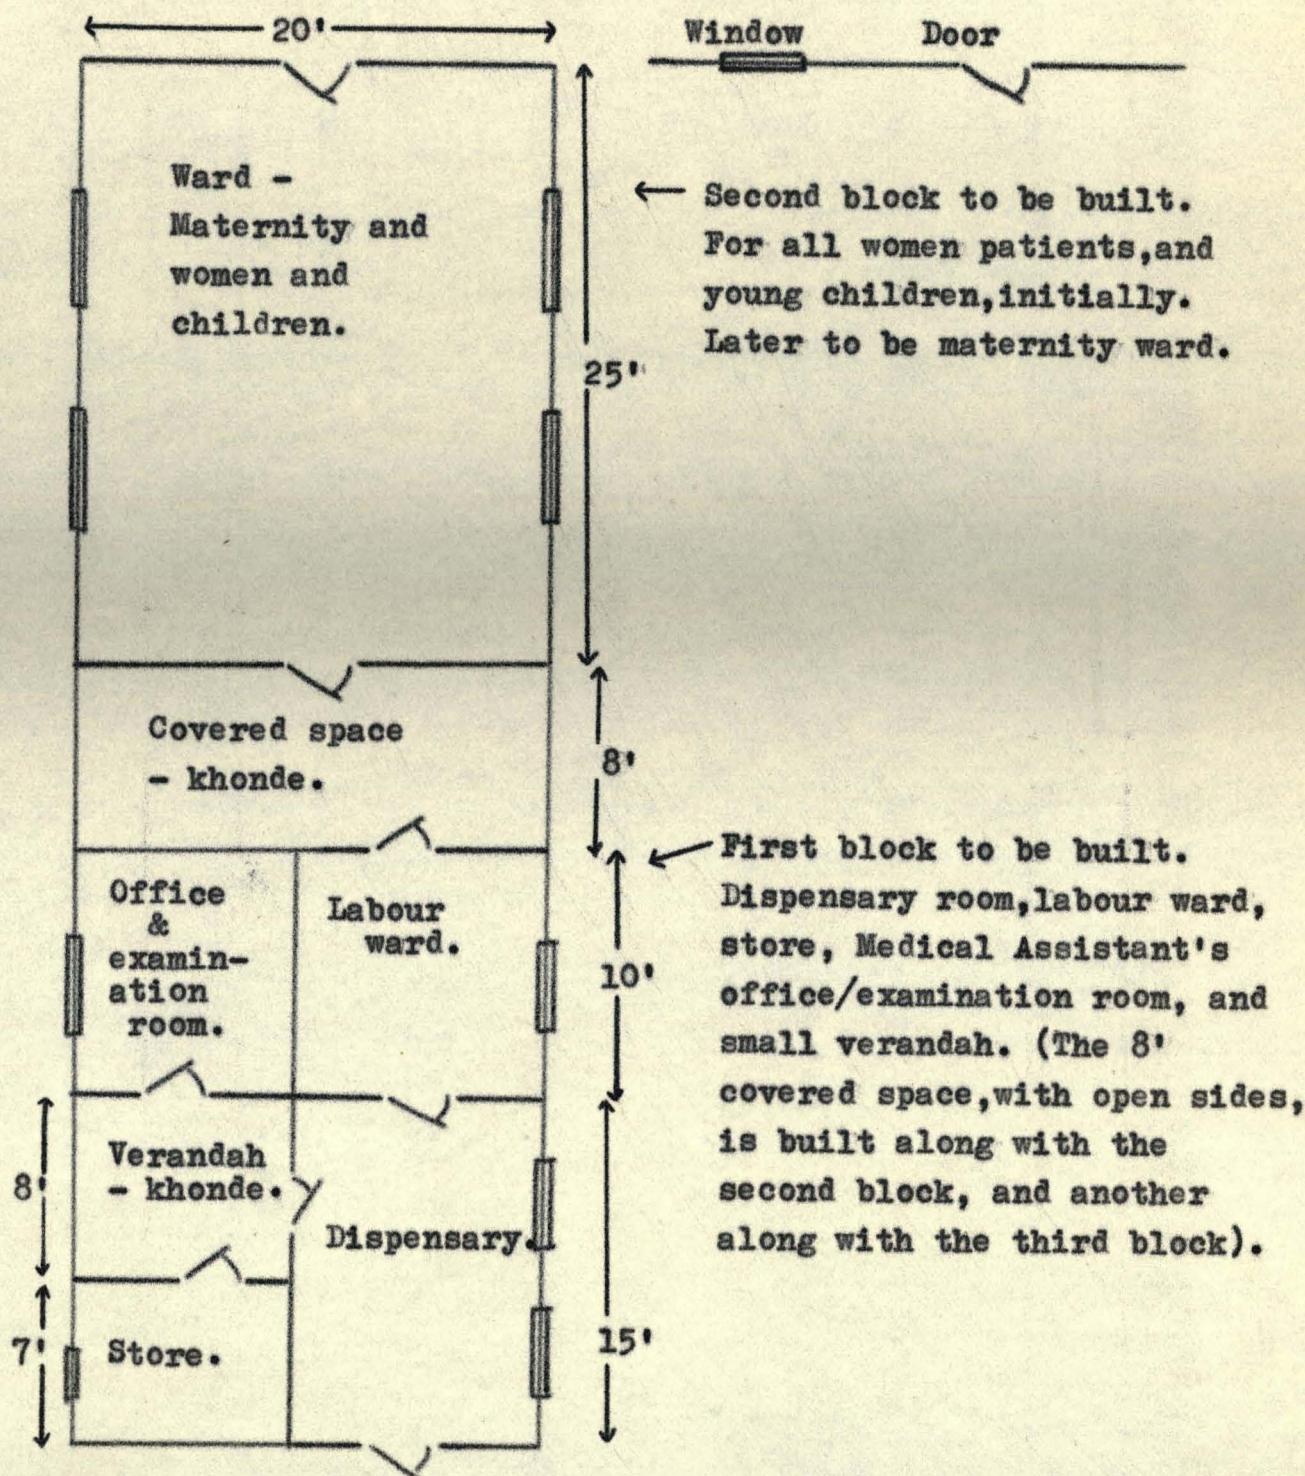 20'
Window Door
Ward -
Maternity and
women and
children.
← Second block to be built.
For all women patients,and
young children,initially.
Later to be maternity ward.
25'
Covered space
- khonde.
8'
First block to be built.
Dispensary room,labour ward,
store, Medical Assistant's
office/examination room, and
small verandah. (The 8'
covered space,with open sides,
is built along with the
second block, and another
along with the third block).
Office
&
examin-
ation
room.
Labour
ward.
10'
8'
Verandah
- khonde.
Dispensary.
7'
Store.
15'